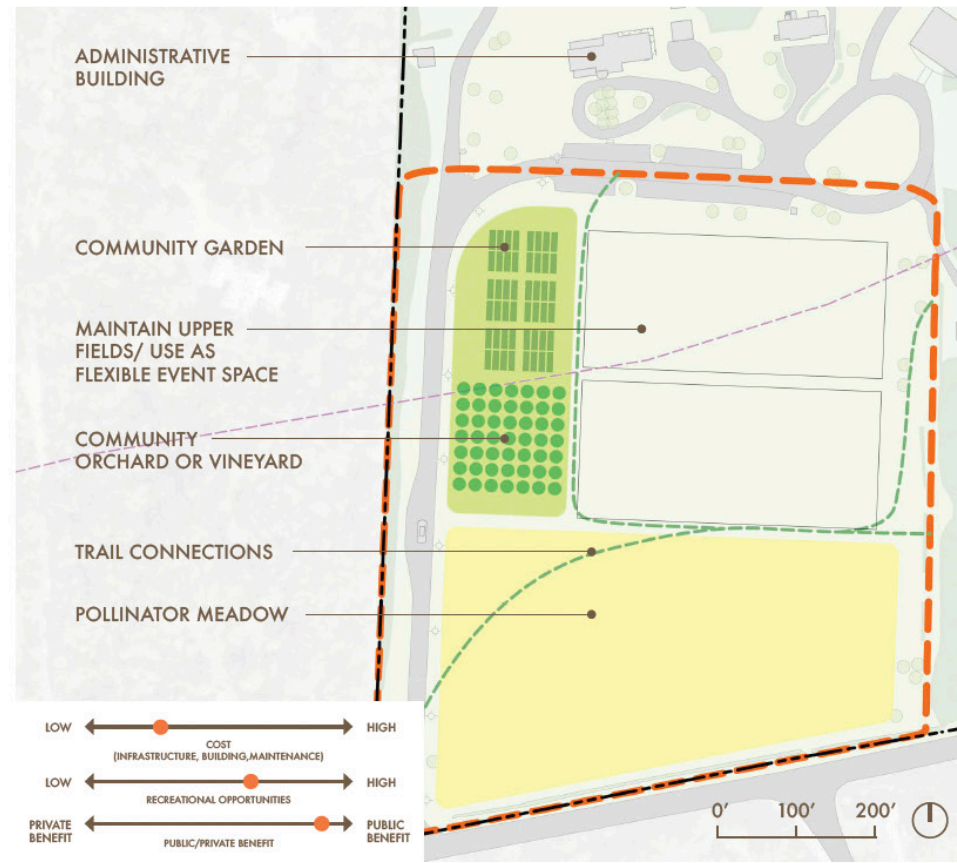 ADMINISTRATIVE
BUILDING
COMMUNITY GARDEN
MAINTAIN UPPER
FIELDS/ USE AS
FLEXIBLE EVENT SPACE
COMMUNITY
ORCHARD OR VINEYARD
TRAIL CONNECTIONS
POLLINATOR MEADOW
LOW HIGH
COST
(INFRASTRUCTURE, BUILDING,MAINTENANCE)
LOW HIGH
RECREATIONAL OPPORTUNITIES
PRIVATE BENEFIT PUBLIC BENEFIT
PUBLIC/PRIVATE BENEFIT
0' 100' 200'